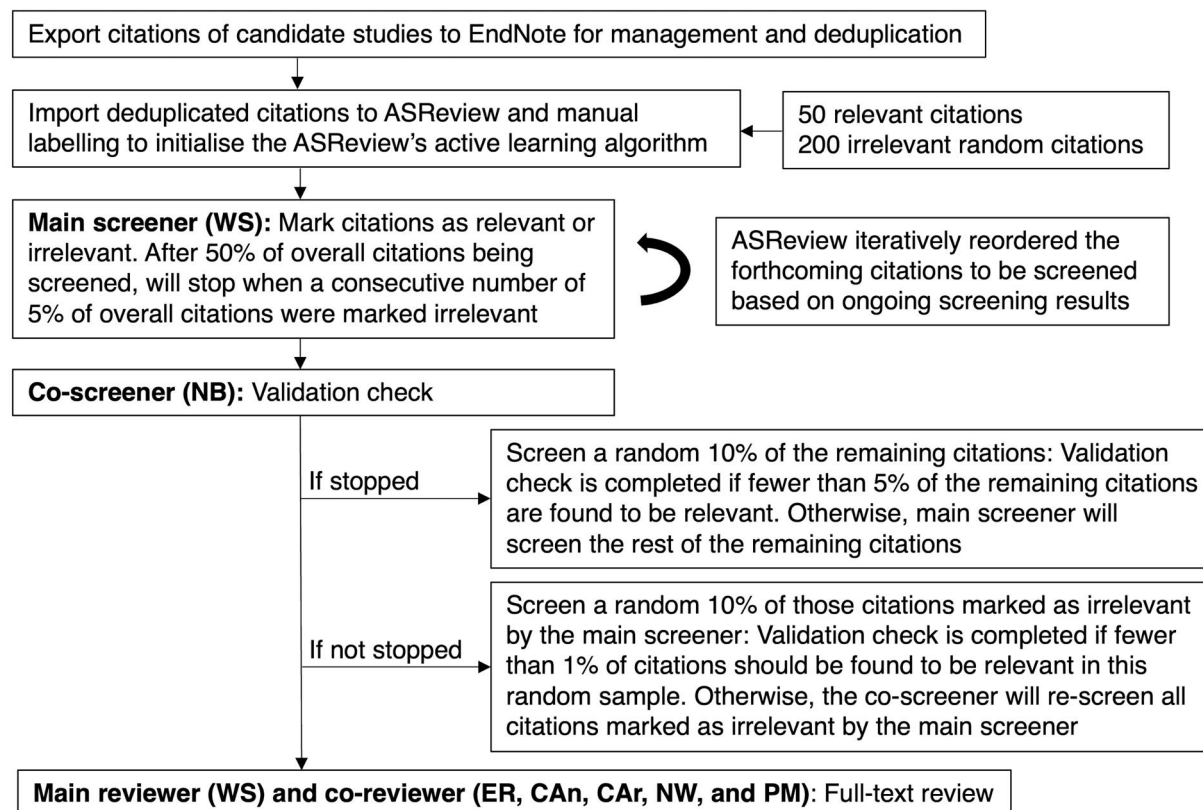 Export citations of candidate studies to EndNote for management and deduplication
Import deduplicated citations to ASReview and manual
labelling to initialise the ASReview's active learning algorithm
50 relevant citations
200 irrelevant random citations
Main screener (WS): Mark citations as relevant or
irrelevant. After 50% of overall citations being
screened, will stop when a consecutive number of
5% of overall citations were marked irrelevant
ASReview iteratively reordered the
forthcoming citations to be screened
based on ongoing screening results
Co-screener (NB): Validation check
If stopped
Screen a random 10% of the remaining citations: Validation
check is completed if fewer than 5% of the remaining citations
are found to be relevant. Otherwise, main screener will
screen the rest of the remaining citations
If not stopped
Screen a random 10% of those citations marked as irrelevant
by the main screener: Validation check is completed if fewer
than 1% of citations should be found to be relevant in this
random sample. Otherwise, the co-screener will re-screen all
citations marked as irrelevant by the main screener
Main reviewer (WS) and co-reviewer (ER, CAn, CAr, NW, and PM): Full-text review